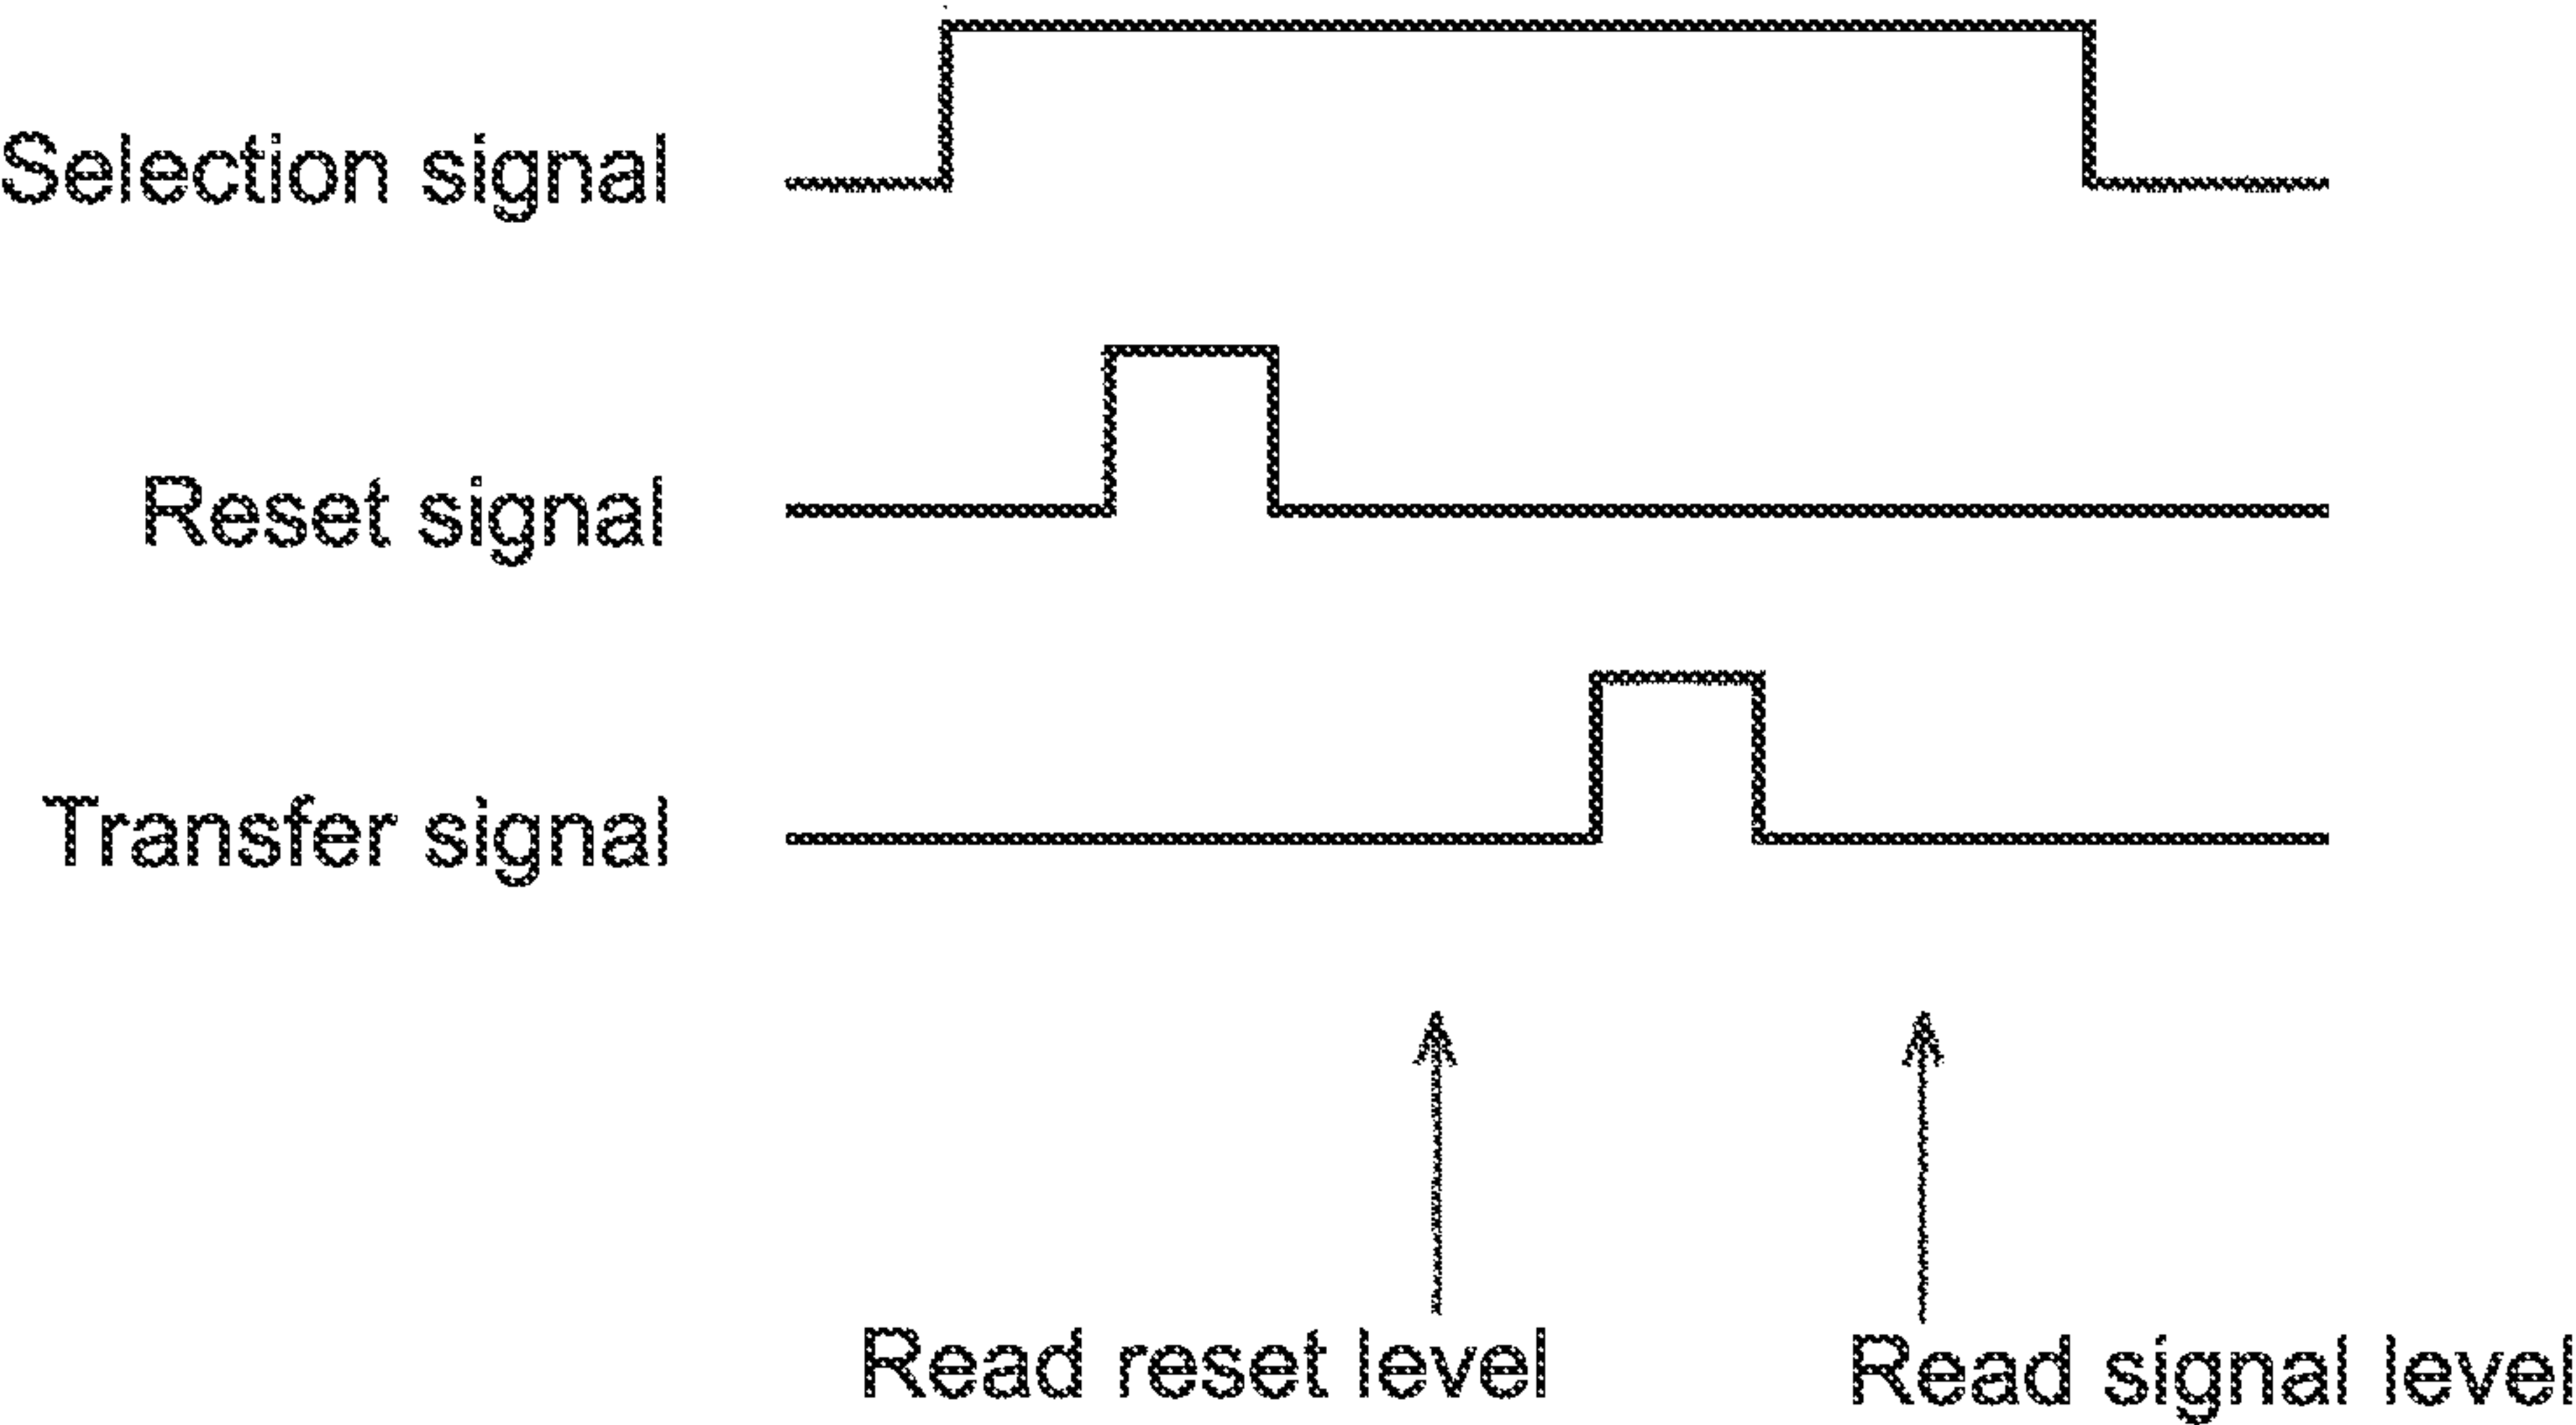 Selection signal
Reset signal
Transfer signal
Read reset level
Read signal level